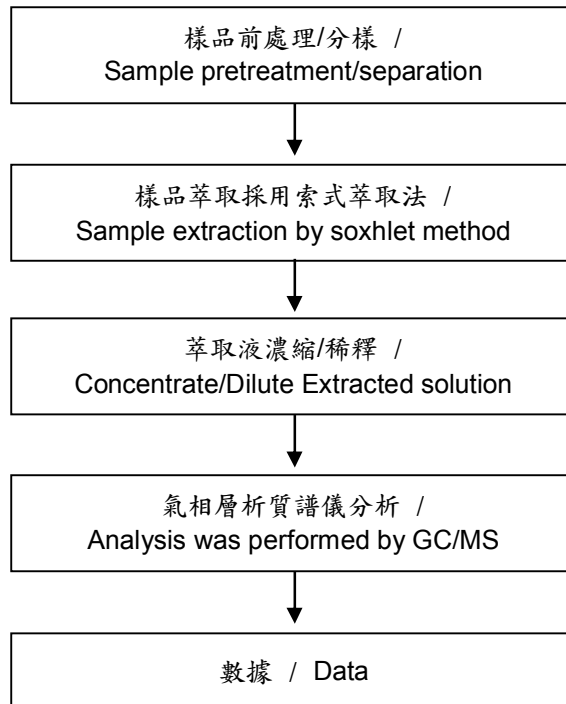 樣品前處理/分樣 /
Sample pretreatment/separation
樣品萃取採用索式萃取法 /
Sample extraction by soxhlet method
萃取液濃縮/稀釋 /
Concentrate/Dilute Extracted solution
氣相層析質譜儀分析 /
Analysis was performed by GC/MS
數據 / Data